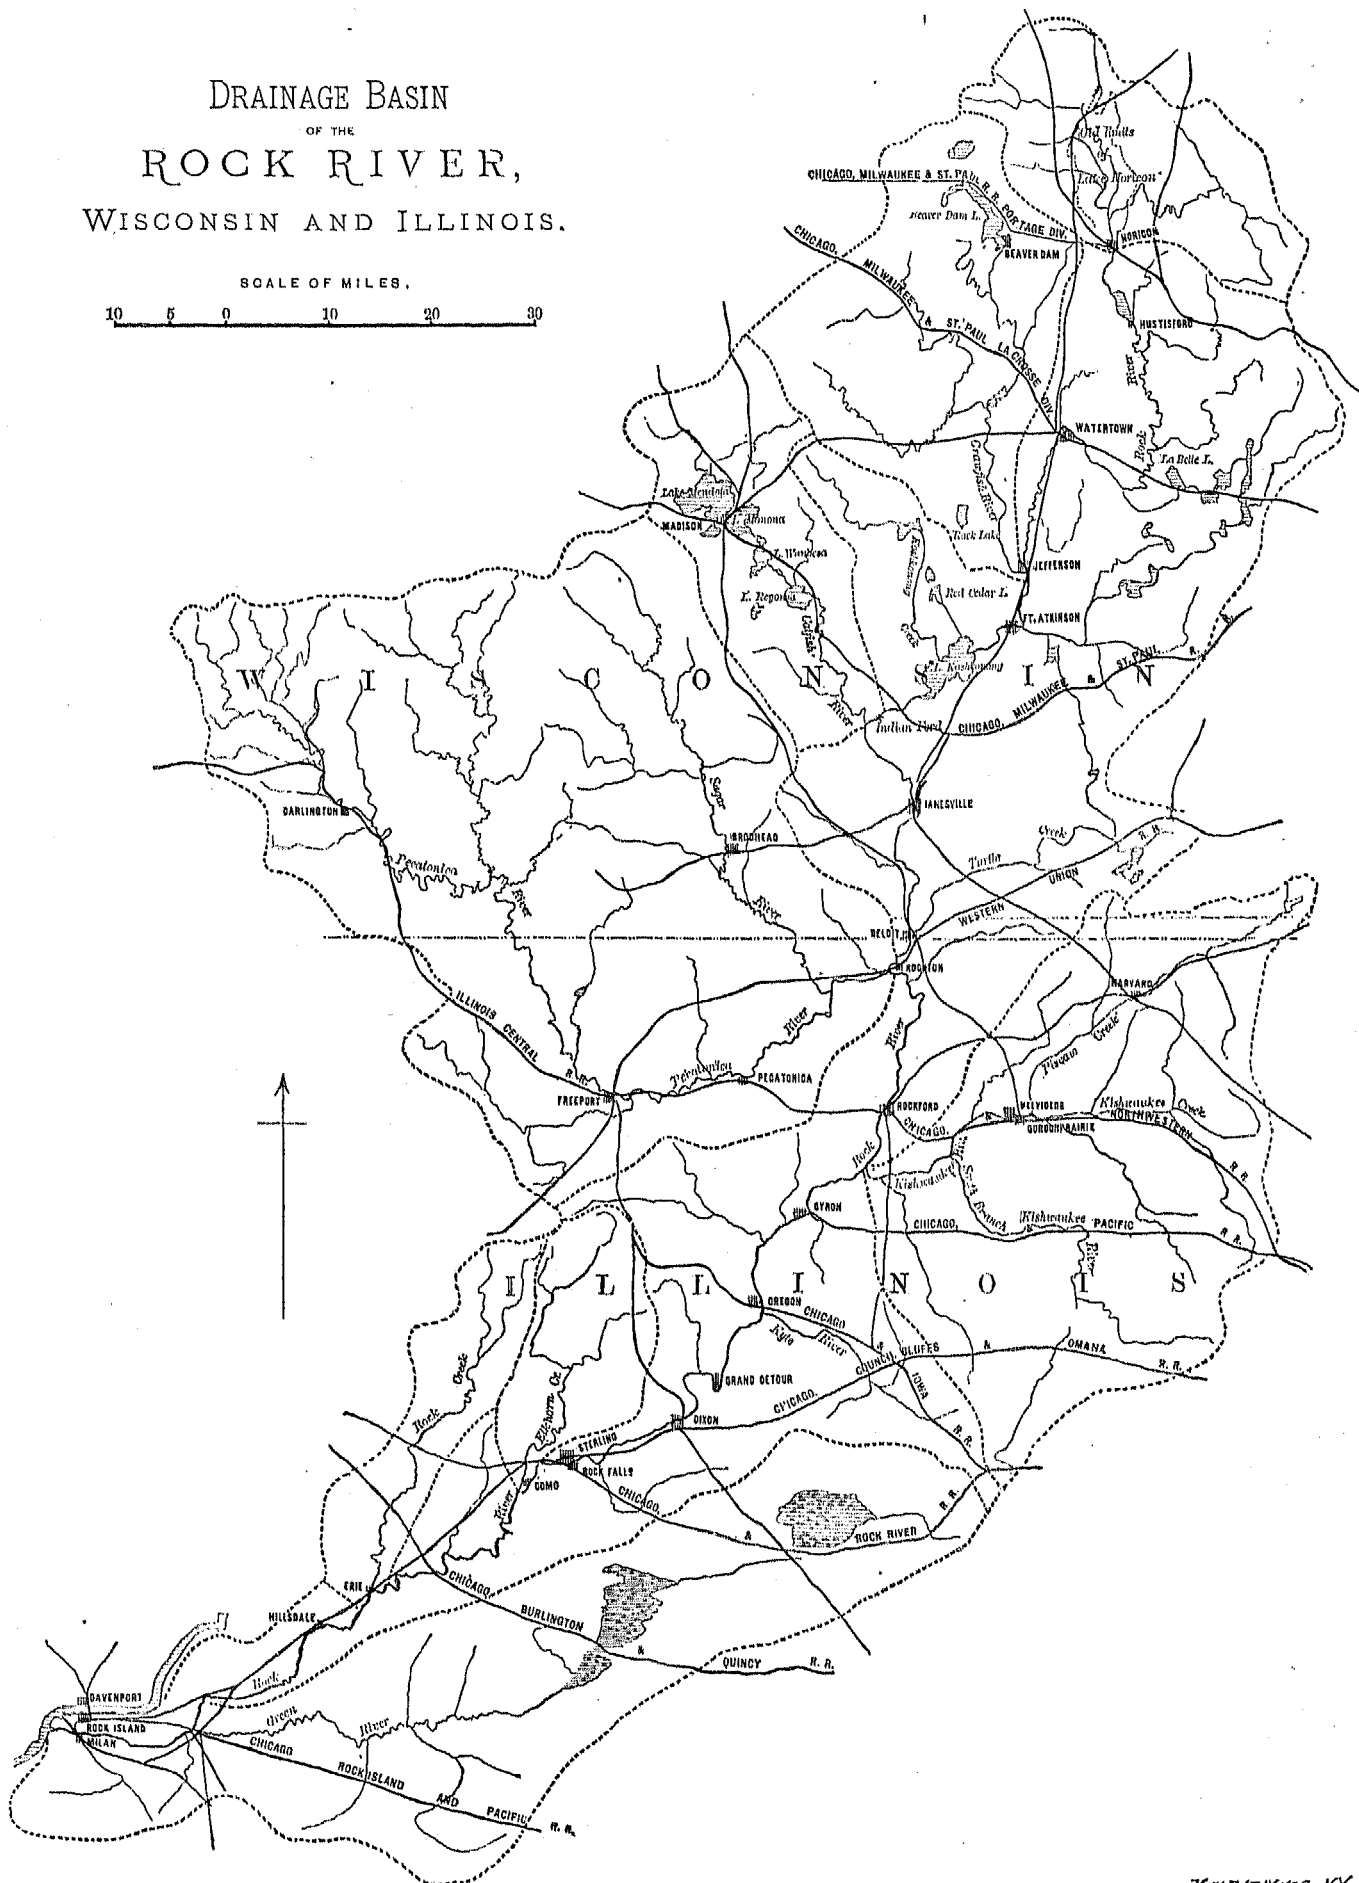 DRAINAGE BASIN
OF THE
ROCK RIVER,
WISCONSIN AND ILLINOIS.
SCALE OF MILES.
10 5 0 10 20 30
Old Ruins
of
Lake Horicon
CHICAGO, MILWAUKEE & ST. PAUL R. R. PORTAGE DIV.
Beaver Dam L.
BEAVER DAM
HORICON
CHICAGO, MILWAUKEE & ST. PAUL LA CROSSE DIV.
HUSTISFORD
River
WATERTOWN
Rock
La Belle L.
Crawfish River
Lake Mendota
MADISON
L. Monona
Rock Lake
L. Waubesa
JEFFERSON
L. Kegonsa
Koshkonong
Creek
Red Cedar L.
FT. ATKINSON
Catfish
River
L. Koshkonong
WISCONSIN
Indian Ford
CHICAGO, MILWAUKEE & ST. PAUL R.
DARLINGTON
Sugar
JANESVILLE
BRODHEAD
Pecatonica
River
River
Turtle
Creek
WESTERN UNION R. R.
BELOIT
ROCKTON
HARVARD
ILLINOIS CENTRAL R. R.
River
River
Piscasa
Creek
Pecatonica
PECATONICA
FREEPORT
ROCKFORD
BELVIDERE
Kishwaukee
Creek
CHICAGO, & NORTHWESTERN R. R.
Rock
Kishwaukee
Riv.
South Branch
Kishwaukee
River
BYRON
CHICAGO, PACIFIC R. R.
ILLINOIS
OREGON
CHICAGO & IOWA R. R.
Kyte
River
COUNCIL BLUFFS & OMAHA R. R.
GRAND DETOUR
CHICAGO,
Rock
Creek
Elkhorn Cr.
DIXON
STERLING
ROCK FALLS
COMO
River
CHICAGO, & ROCK RIVER R. R.
ERIE
CHICAGO, BURLINGTON & QUINCY R. R.
HILLSDALE
Rock
Green
River
DAVENPORT
ROCK ISLAND
MILAN
CHICAGO ROCK ISLAND AND PACIFIC R. R.